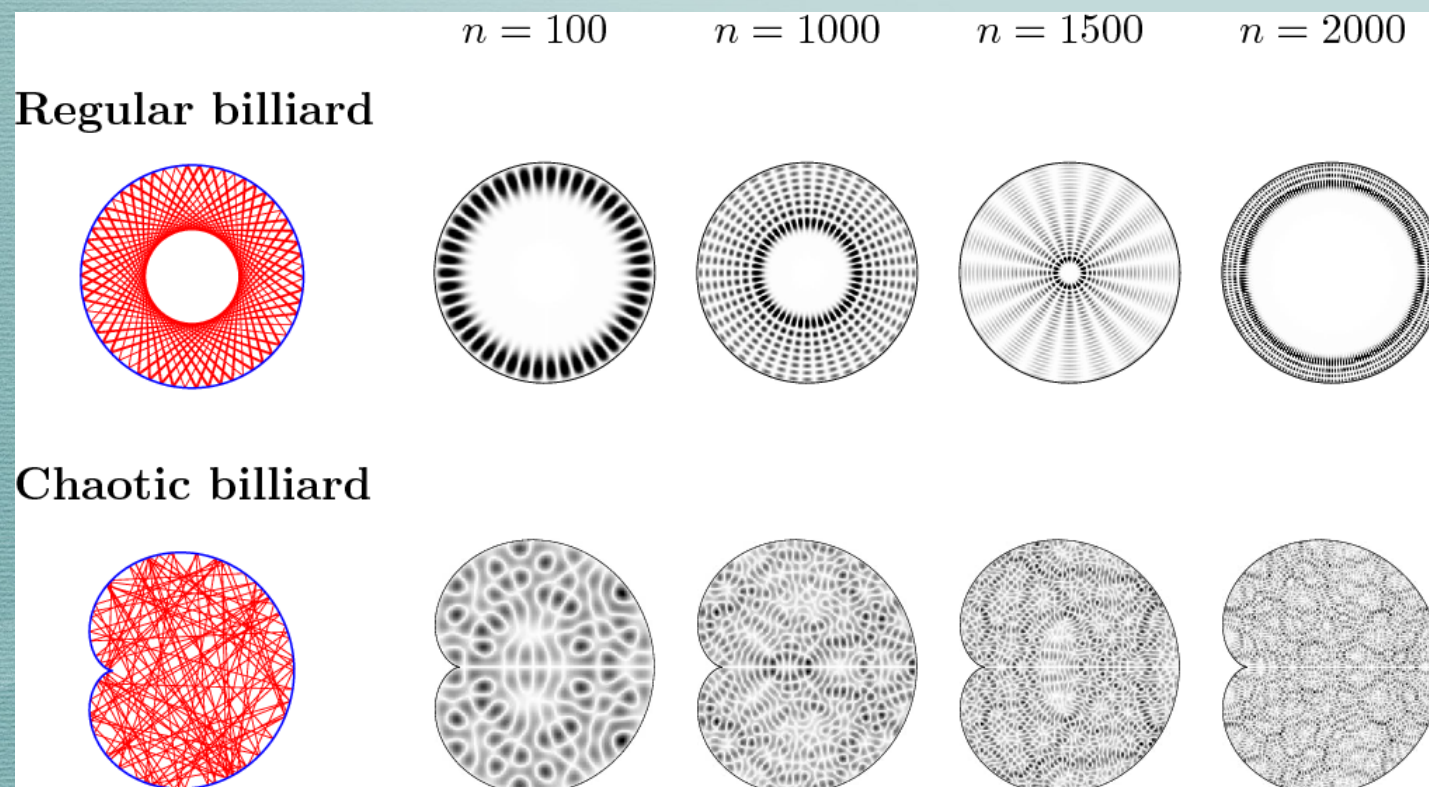 n = 100 n = 1000 n = 1500 n = 2000
Regular billiard
Chaotic billiard